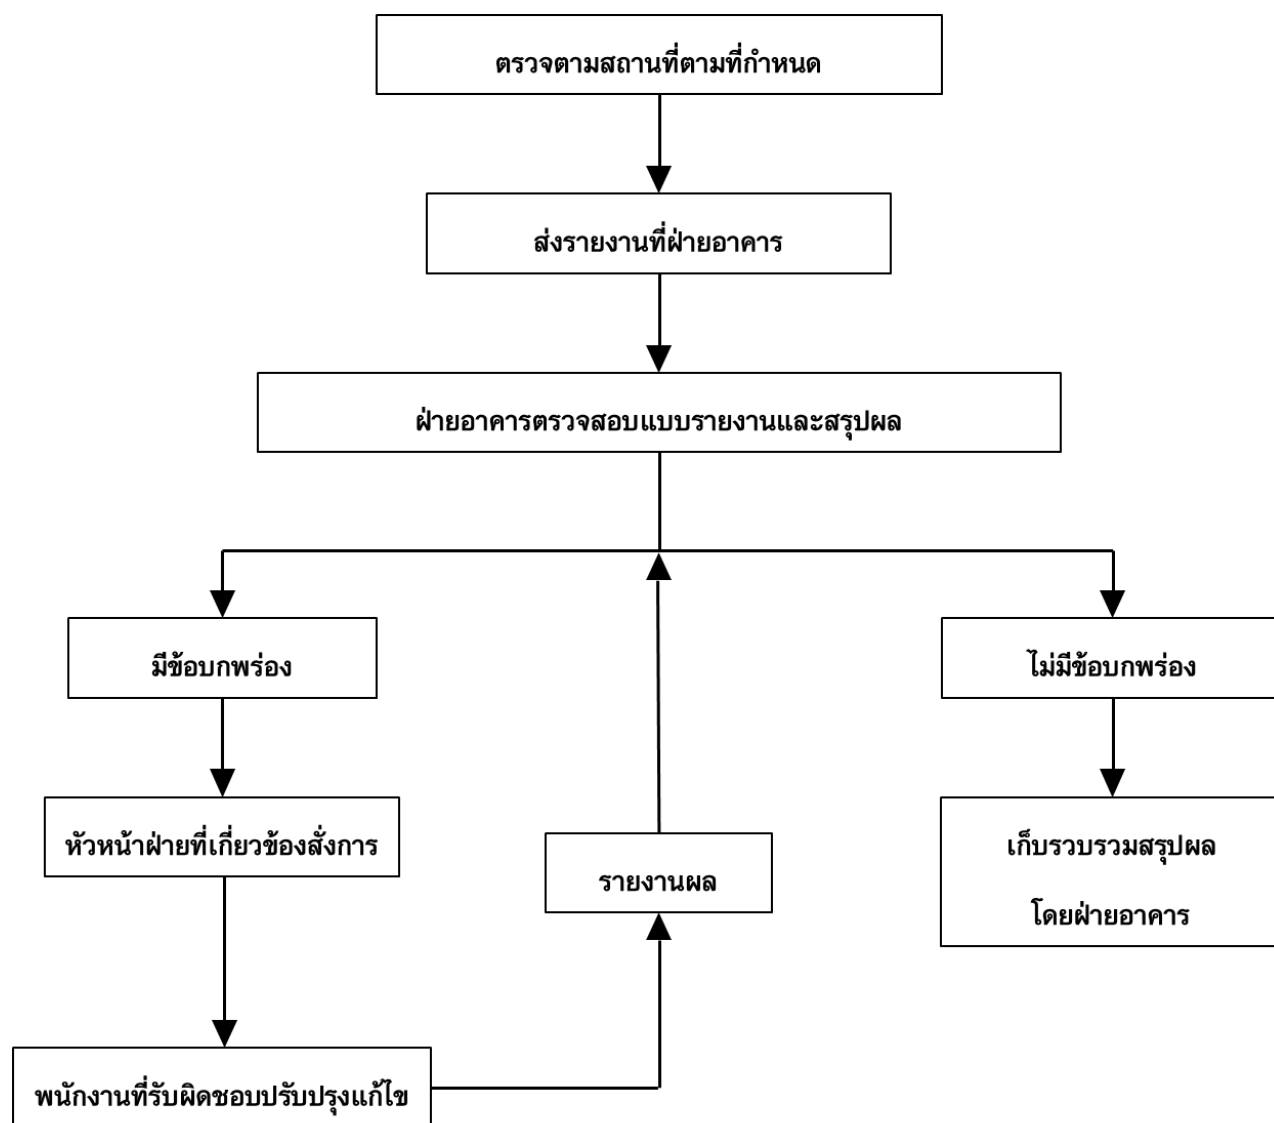 ตรวจตามสถานที่ตามที่กำหนด
ส่งรายงานที่ฝ่ายอาคาร
ฝ่ายอาคารตรวจสอบแบบรายงานและสรุปผล
มีข้อบกพร่อง
ไม่มีข้อบกพร่อง
หัวหน้าฝ่ายที่เกี่ยวข้องสั่งการ
รายงานผล
เก็บรวบรวมสรุปผล
โดยฝ่ายอาคาร
พนักงานที่รับผิดชอบปรับปรุงแก้ไข